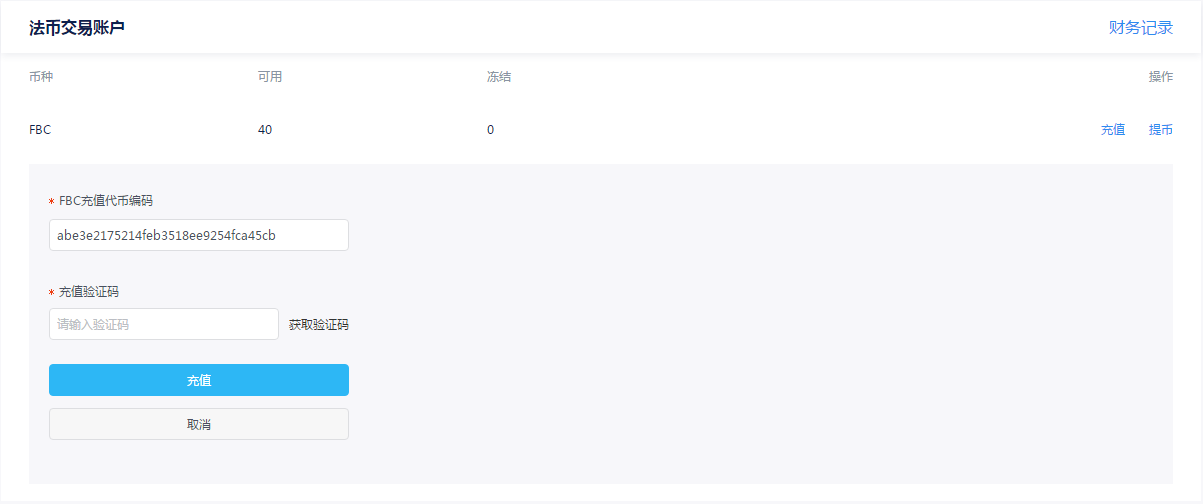 法币交易账户 财务记录
币种 可用 冻结 操作
FBC 40 0 充值 提币
* FBC充值代币编码
abe3e2175214feb3518ee9254fca45cb
* 充值验证码
请输入验证码 获取验证码
充值
取消